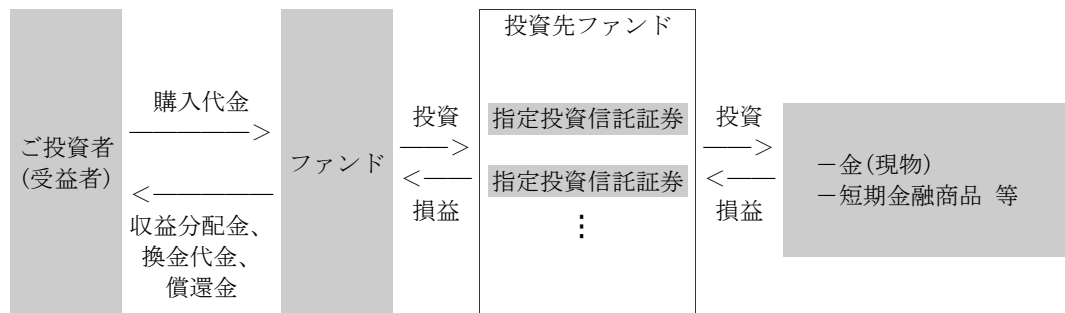 ご投資者
(受益者)
購入代金
――――――>
<――――――
収益分配金、
換金代金、
償還金
ファンド
投資
――>
<――
損益
投資先ファンド
指定投資信託証券
指定投資信託証券
⋮
投資
――>
<――
損益
－金(現物)
－短期金融商品 等